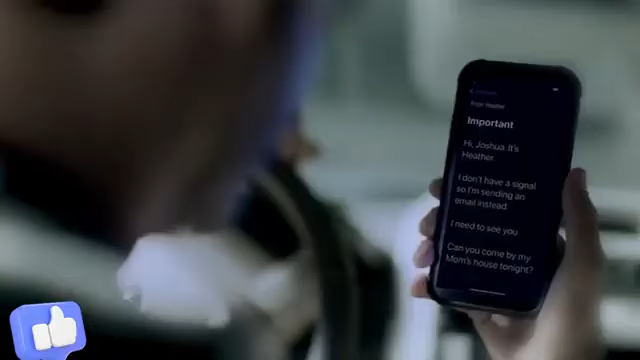 From: Heather
Important
Hi, Joshua. It's
Heather.
I don't have a signal
so I'm sending an
email instead.
I need to see you
Can you come by my
Mom's house tonight?